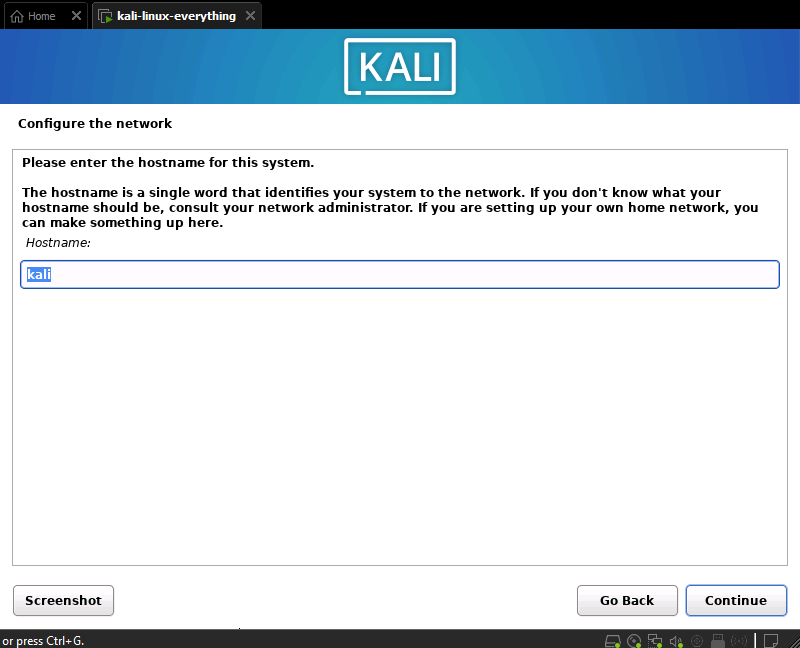 Home
kali-linux-everything
KALI
Configure the network
Please enter the hostname for this system.
The hostname is a single word that identifies your system to the network. If you don't know what your
hostname should be, consult your network administrator. If you are setting up your own home network, you
can make something up here.
Hostname:
kali
Screenshot
Go Back
Continue
or press Ctrl+G.